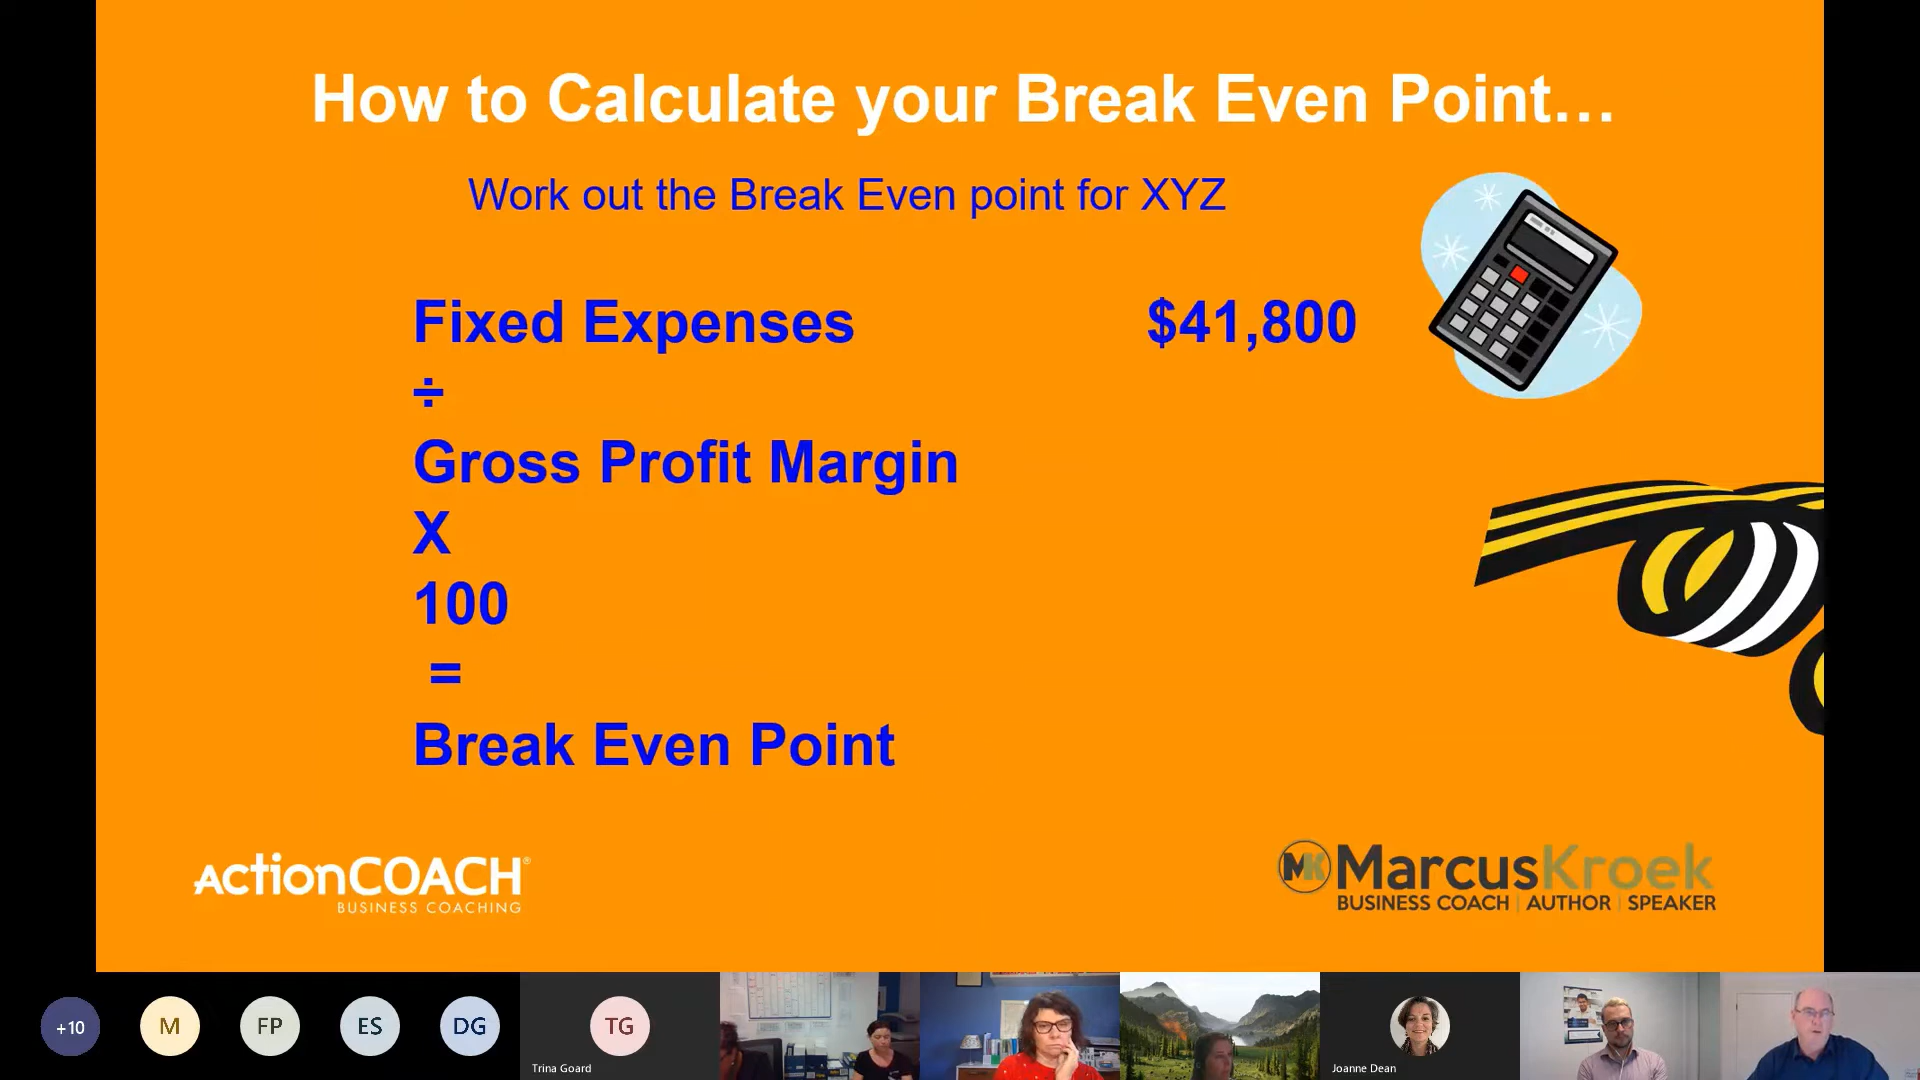 How to Calculate your Break Even Point…
Work out the Break Even point for XYZ
Fixed Expenses $41,800
÷
Gross Profit Margin
X
100
=
Break Even Point
ActionCOACH®
BUSINESS COACHING
MK MarcusKroek
BUSINESS COACH | AUTHOR | SPEAKER
+10 M FP ES DG TG
Trina Goard
Joanne Dean